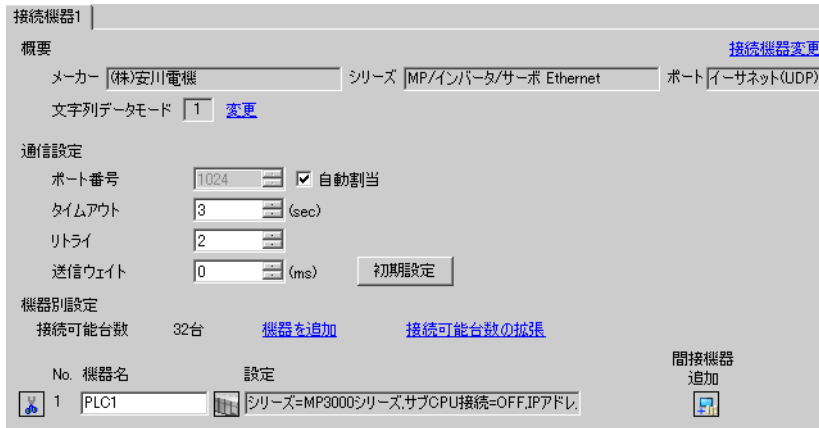 接続機器1
概要
接続機器変更
メーカー (株)安川電機 シリーズ MP/インバータ/サーボ Ethernet ポート イーサネット(UDP)
文字列データモード 1 変更
通信設定
ポート番号 1024 自動割当
タイムアウト 3 (sec)
リトライ 2
送信ウェイト 0 (ms) 初期設定
機器別設定
接続可能台数 32台 機器を追加 接続可能台数の拡張
間接機器
追加
No. 機器名 設定
1 PLC1 シリーズ=MP3000シリーズ,サブCPU接続=OFF,IPアドレ